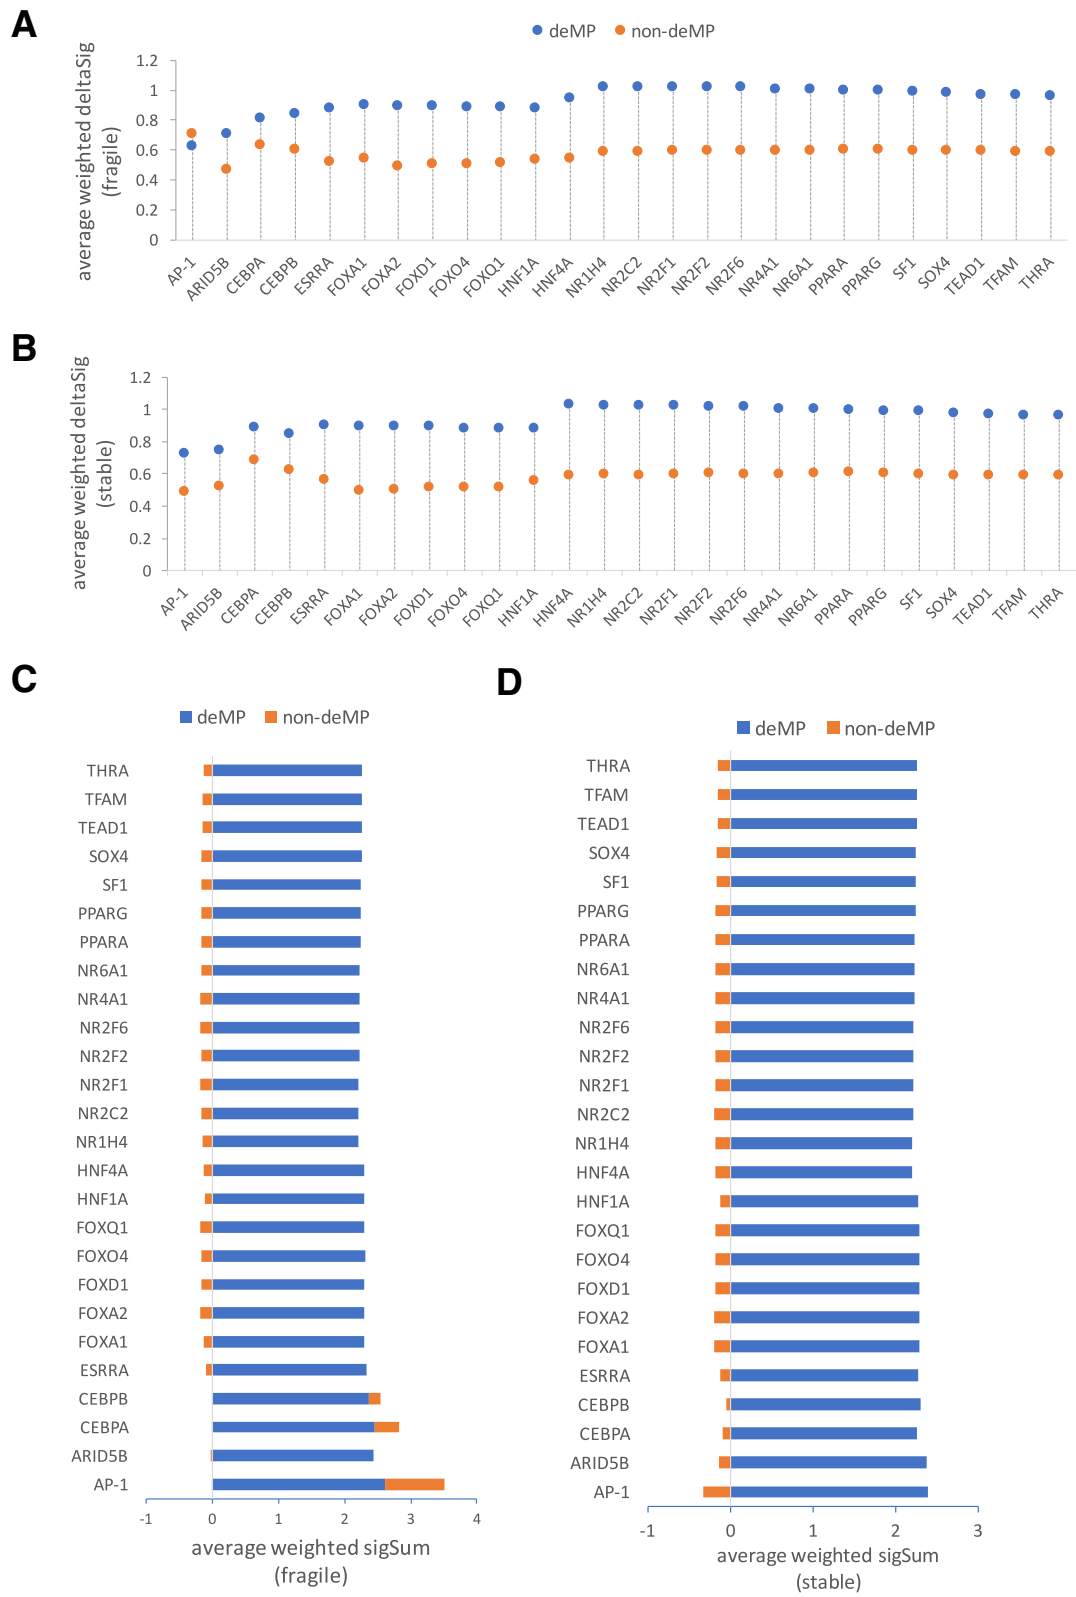 A
deMP non-deMP
average weighted deltaSig
(fragile)
1.2
1
0.8
0.6
0.4
0.2
0
AP-1 ARID5B CEBPA CEBPB ESRRA FOXA1 FOXA2 FOXD1 FOXO4 FOXQ1 HNF1A HNF4A NR1H4 NR2C2 NR2F1 NR2F2 NR2F6 NR4A1 NR6A1 PPARA PPARG SF1 SOX4 TEAD1 TFAM THRA
B
average weighted deltaSig
(stable)
1.2
1
0.8
0.6
0.4
0.2
0
AP-1 ARID5B CEBPA CEBPB ESRRA FOXA1 FOXA2 FOXD1 FOXO4 FOXQ1 HNF1A HNF4A NR1H4 NR2C2 NR2F1 NR2F2 NR2F6 NR4A1 NR6A1 PPARA PPARG SF1 SOX4 TEAD1 TFAM THRA
C
deMP non-deMP
THRA
TFAM
TEAD1
SOX4
SF1
PPARG
PPARA
NR6A1
NR4A1
NR2F6
NR2F2
NR2F1
NR2C2
NR1H4
HNF4A
HNF1A
FOXQ1
FOXO4
FOXD1
FOXA2
FOXA1
ESRRA
CEBPB
CEBPA
ARID5B
AP-1
-1 0 1 2 3 4
average weighted sigSum
(fragile)
D
deMP non-deMP
THRA
TFAM
TEAD1
SOX4
SF1
PPARG
PPARA
NR6A1
NR4A1
NR2F6
NR2F2
NR2F1
NR2C2
NR1H4
HNF4A
HNF1A
FOXQ1
FOXO4
FOXD1
FOXA2
FOXA1
ESRRA
CEBPB
CEBPA
ARID5B
AP-1
-1 0 1 2 3
average weighted sigSum
(stable)